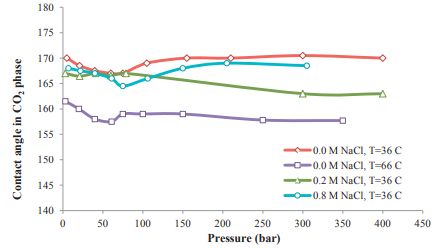 180
175
170
165
160
155
150
145
140
Contact angle in CO2 phase
0.0 M NaCl, T=36 C
0.0 M NaCl, T=66 C
0.2 M NaCl, T=36 C
0.8 M NaCl, T=36 C
0 50 100 150 200 250 300 350 400 450
Pressure (bar)